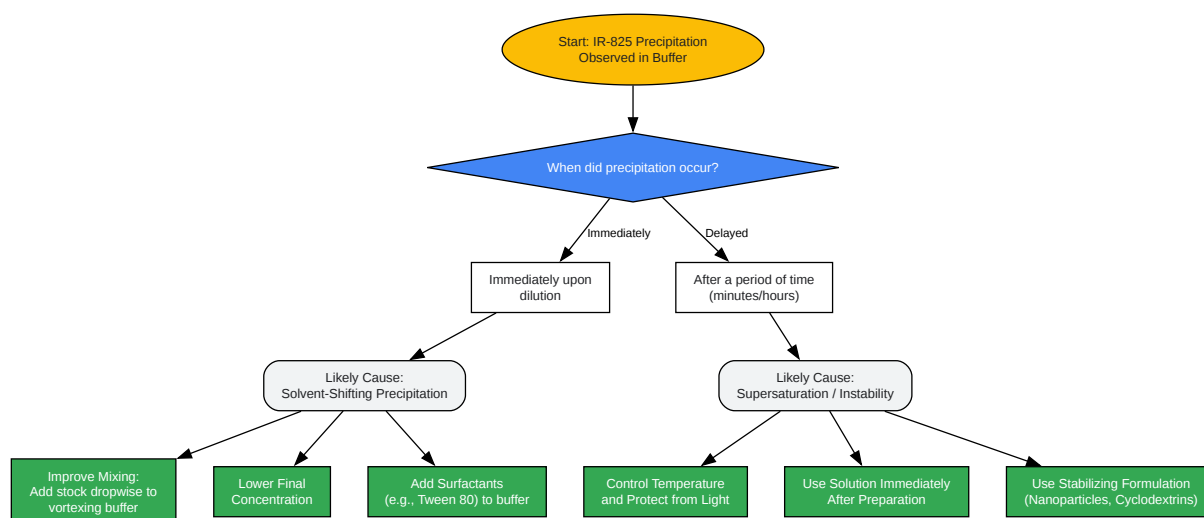 Start: IR-825 Precipitation
Observed in Buffer
When did precipitation occur?
Immediately
Delayed
Immediately upon
dilution
After a period of time
(minutes/hours)
Likely Cause:
Solvent-Shifting Precipitation
Likely Cause:
Supersaturation / Instability
Improve Mixing:
Add stock dropwise to
vortexing buffer
Lower Final
Concentration
Add Surfactants
(e.g., Tween 80) to buffer
Control Temperature
and Protect from Light
Use Solution Immediately
After Preparation
Use Stabilizing Formulation
(Nanoparticles, Cyclodextrins)